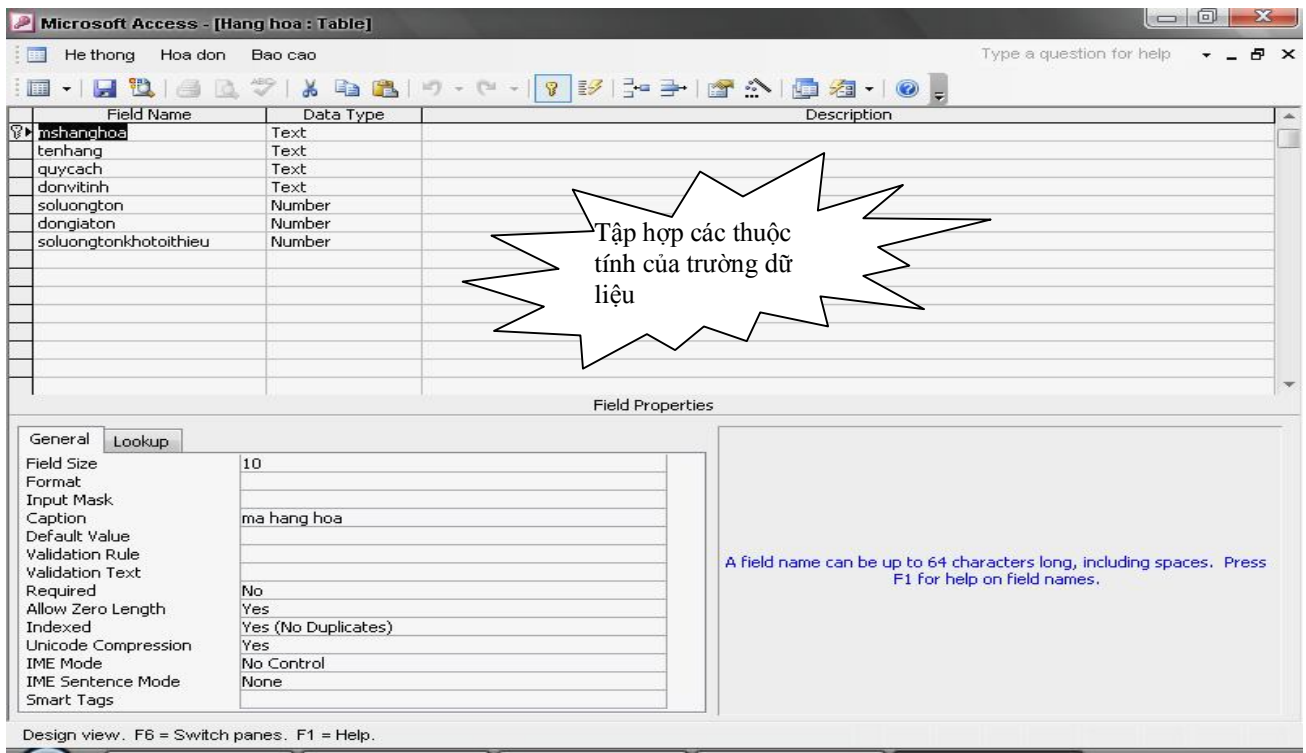 Microsoft Access - [Hang hoa : Table]
He thong Hoa don Bao cao Type a question for help
Field Name Data Type Description
mshanghoa Text
tenhang Text
quycach Text
donvitinh Text
soluongton Number
dongiaton Number
soluongtonkhotoithieu Number
Tập hợp các thuộc
tính của trường dữ
liệu
Field Properties
General Lookup
Field Size 10
Format
Input Mask
Caption ma hang hoa
Default Value
Validation Rule
Validation Text
Required No
Allow Zero Length Yes
Indexed Yes (No Duplicates)
Unicode Compression Yes
IME Mode No Control
IME Sentence Mode None
Smart Tags
A field name can be up to 64 characters long, including spaces. Press
F1 for help on field names.
Design view. F6 = Switch panes. F1 = Help.